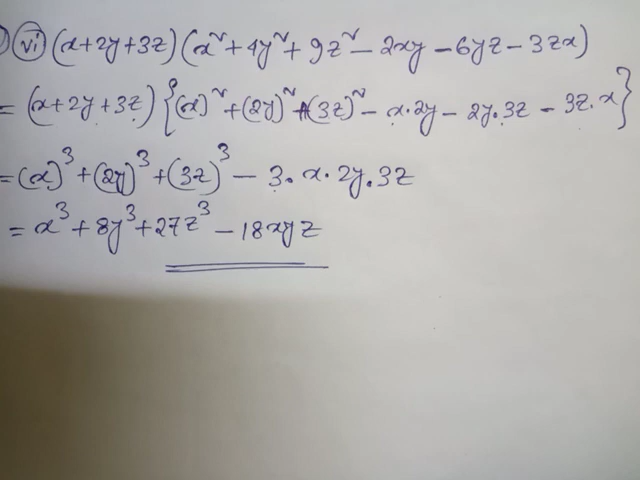 (vi) (x+2y+3z)(x²+4y²+9z²-2xy-6yz-3zx)
= (x+2y+3z){(x)²+(2y)²+(3z)²-x·2y-2y·3z-3z·x}
= (x)³+(2y)³+(3z)³-3·x·2y·3z
= x³+8y³+27z³-18xyz